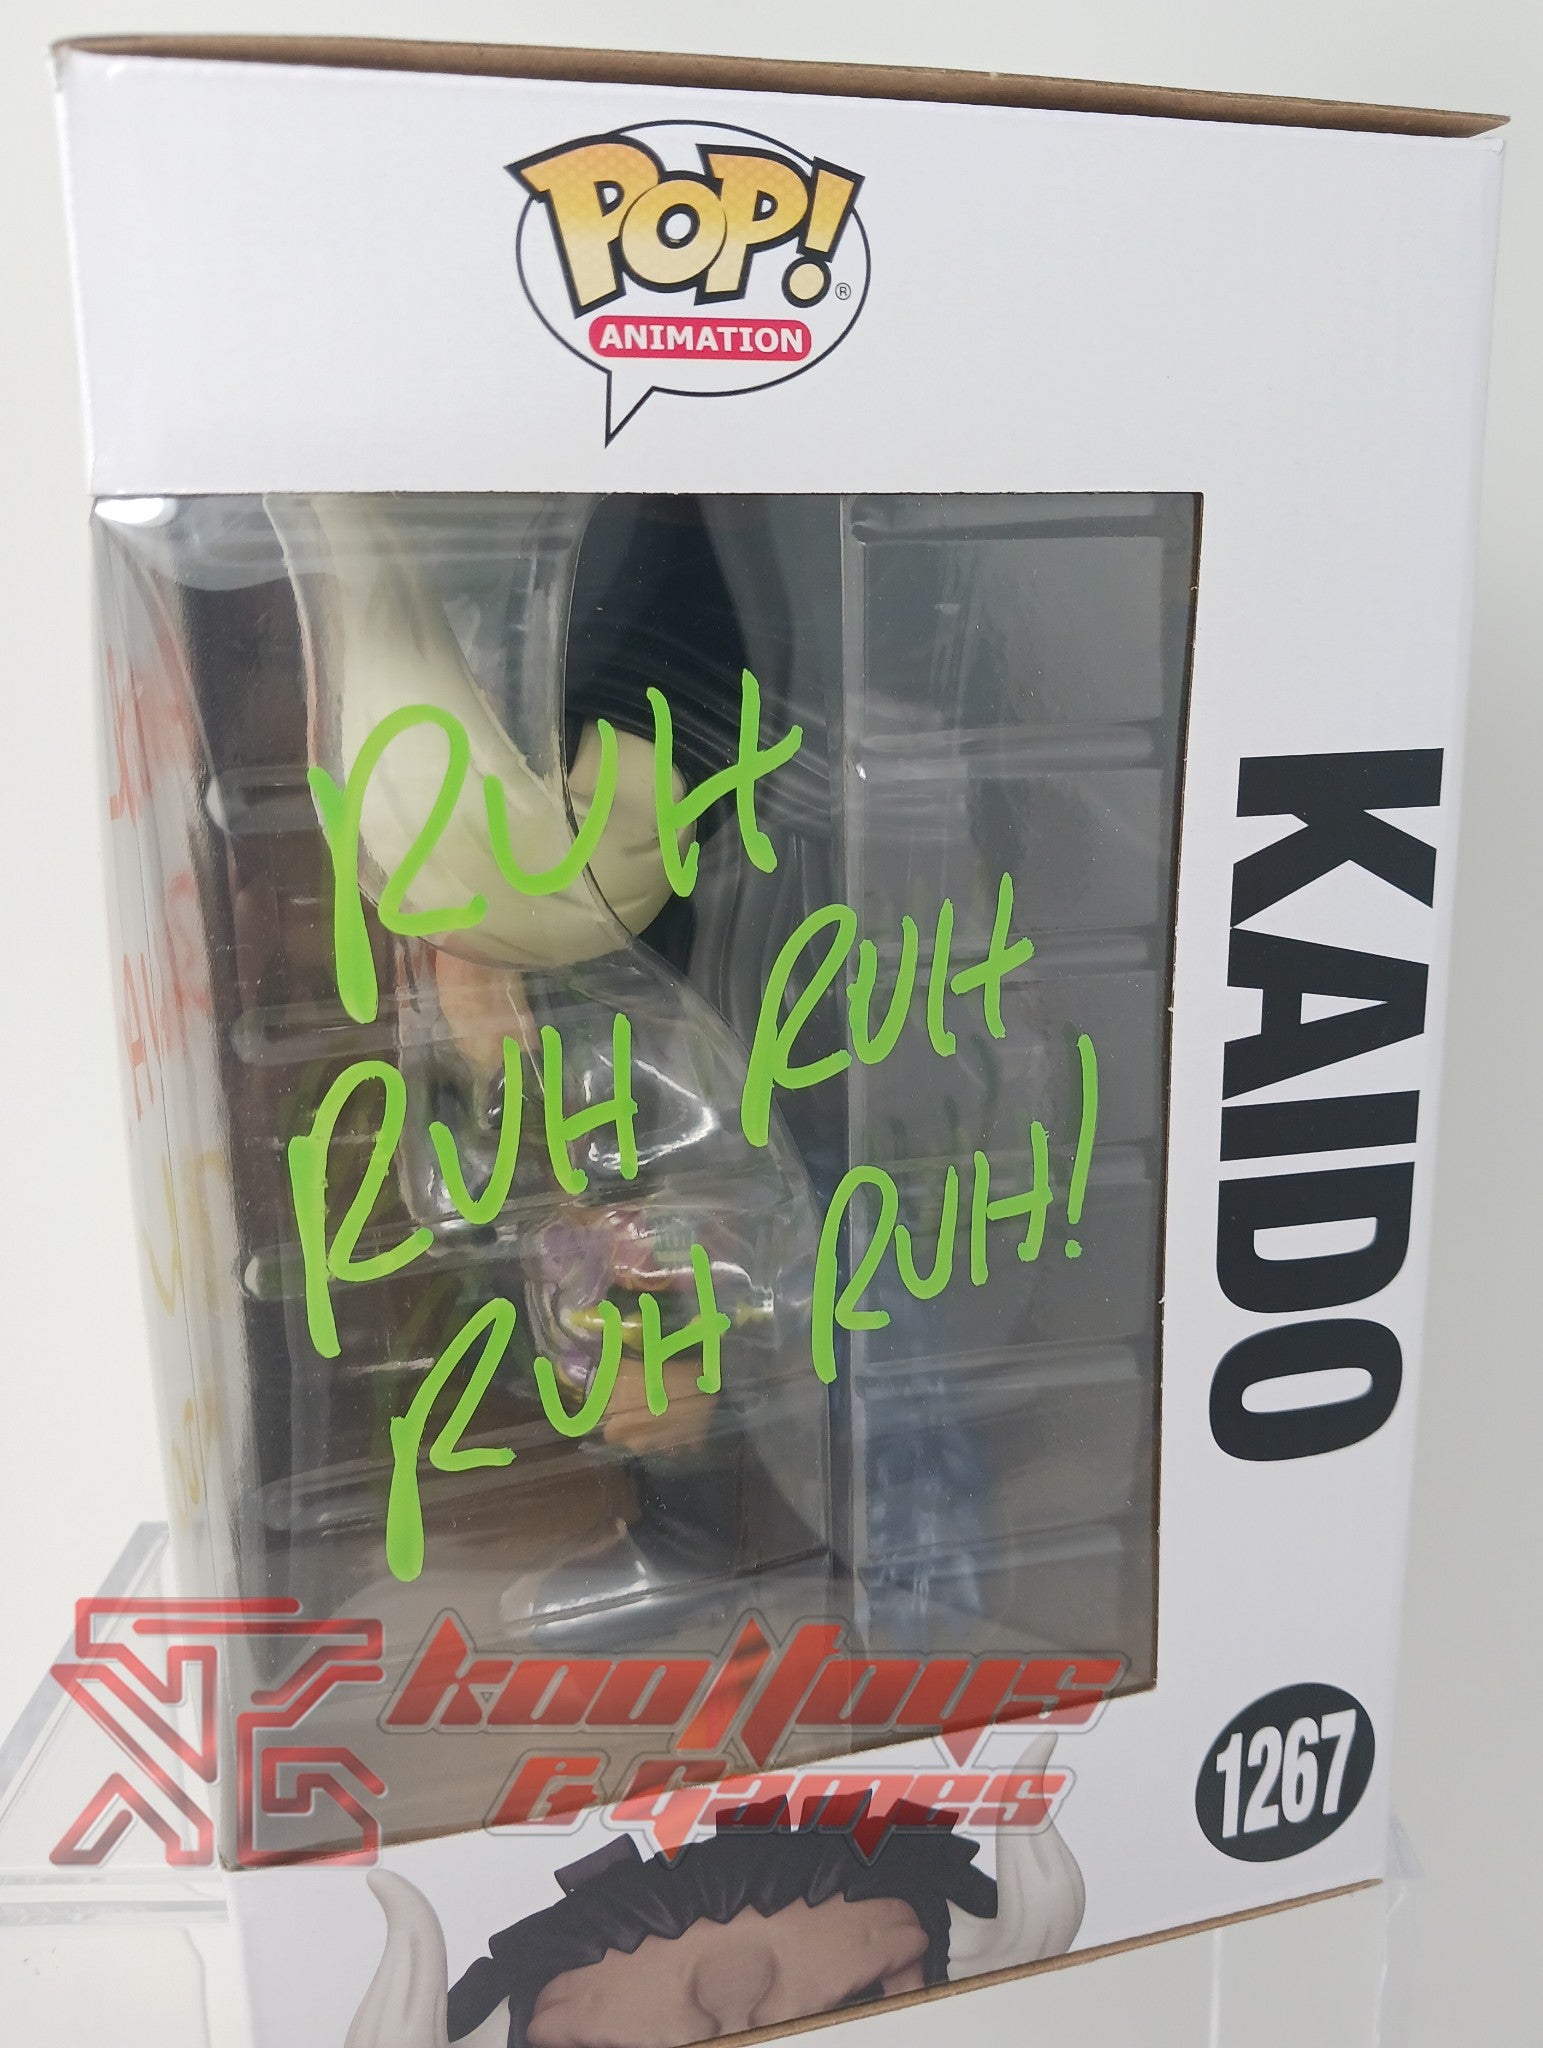 POP!®
ANIMATION
RUH
RUH RUH
RUH RUH!
KAIDO
1267
kool toys
& Games